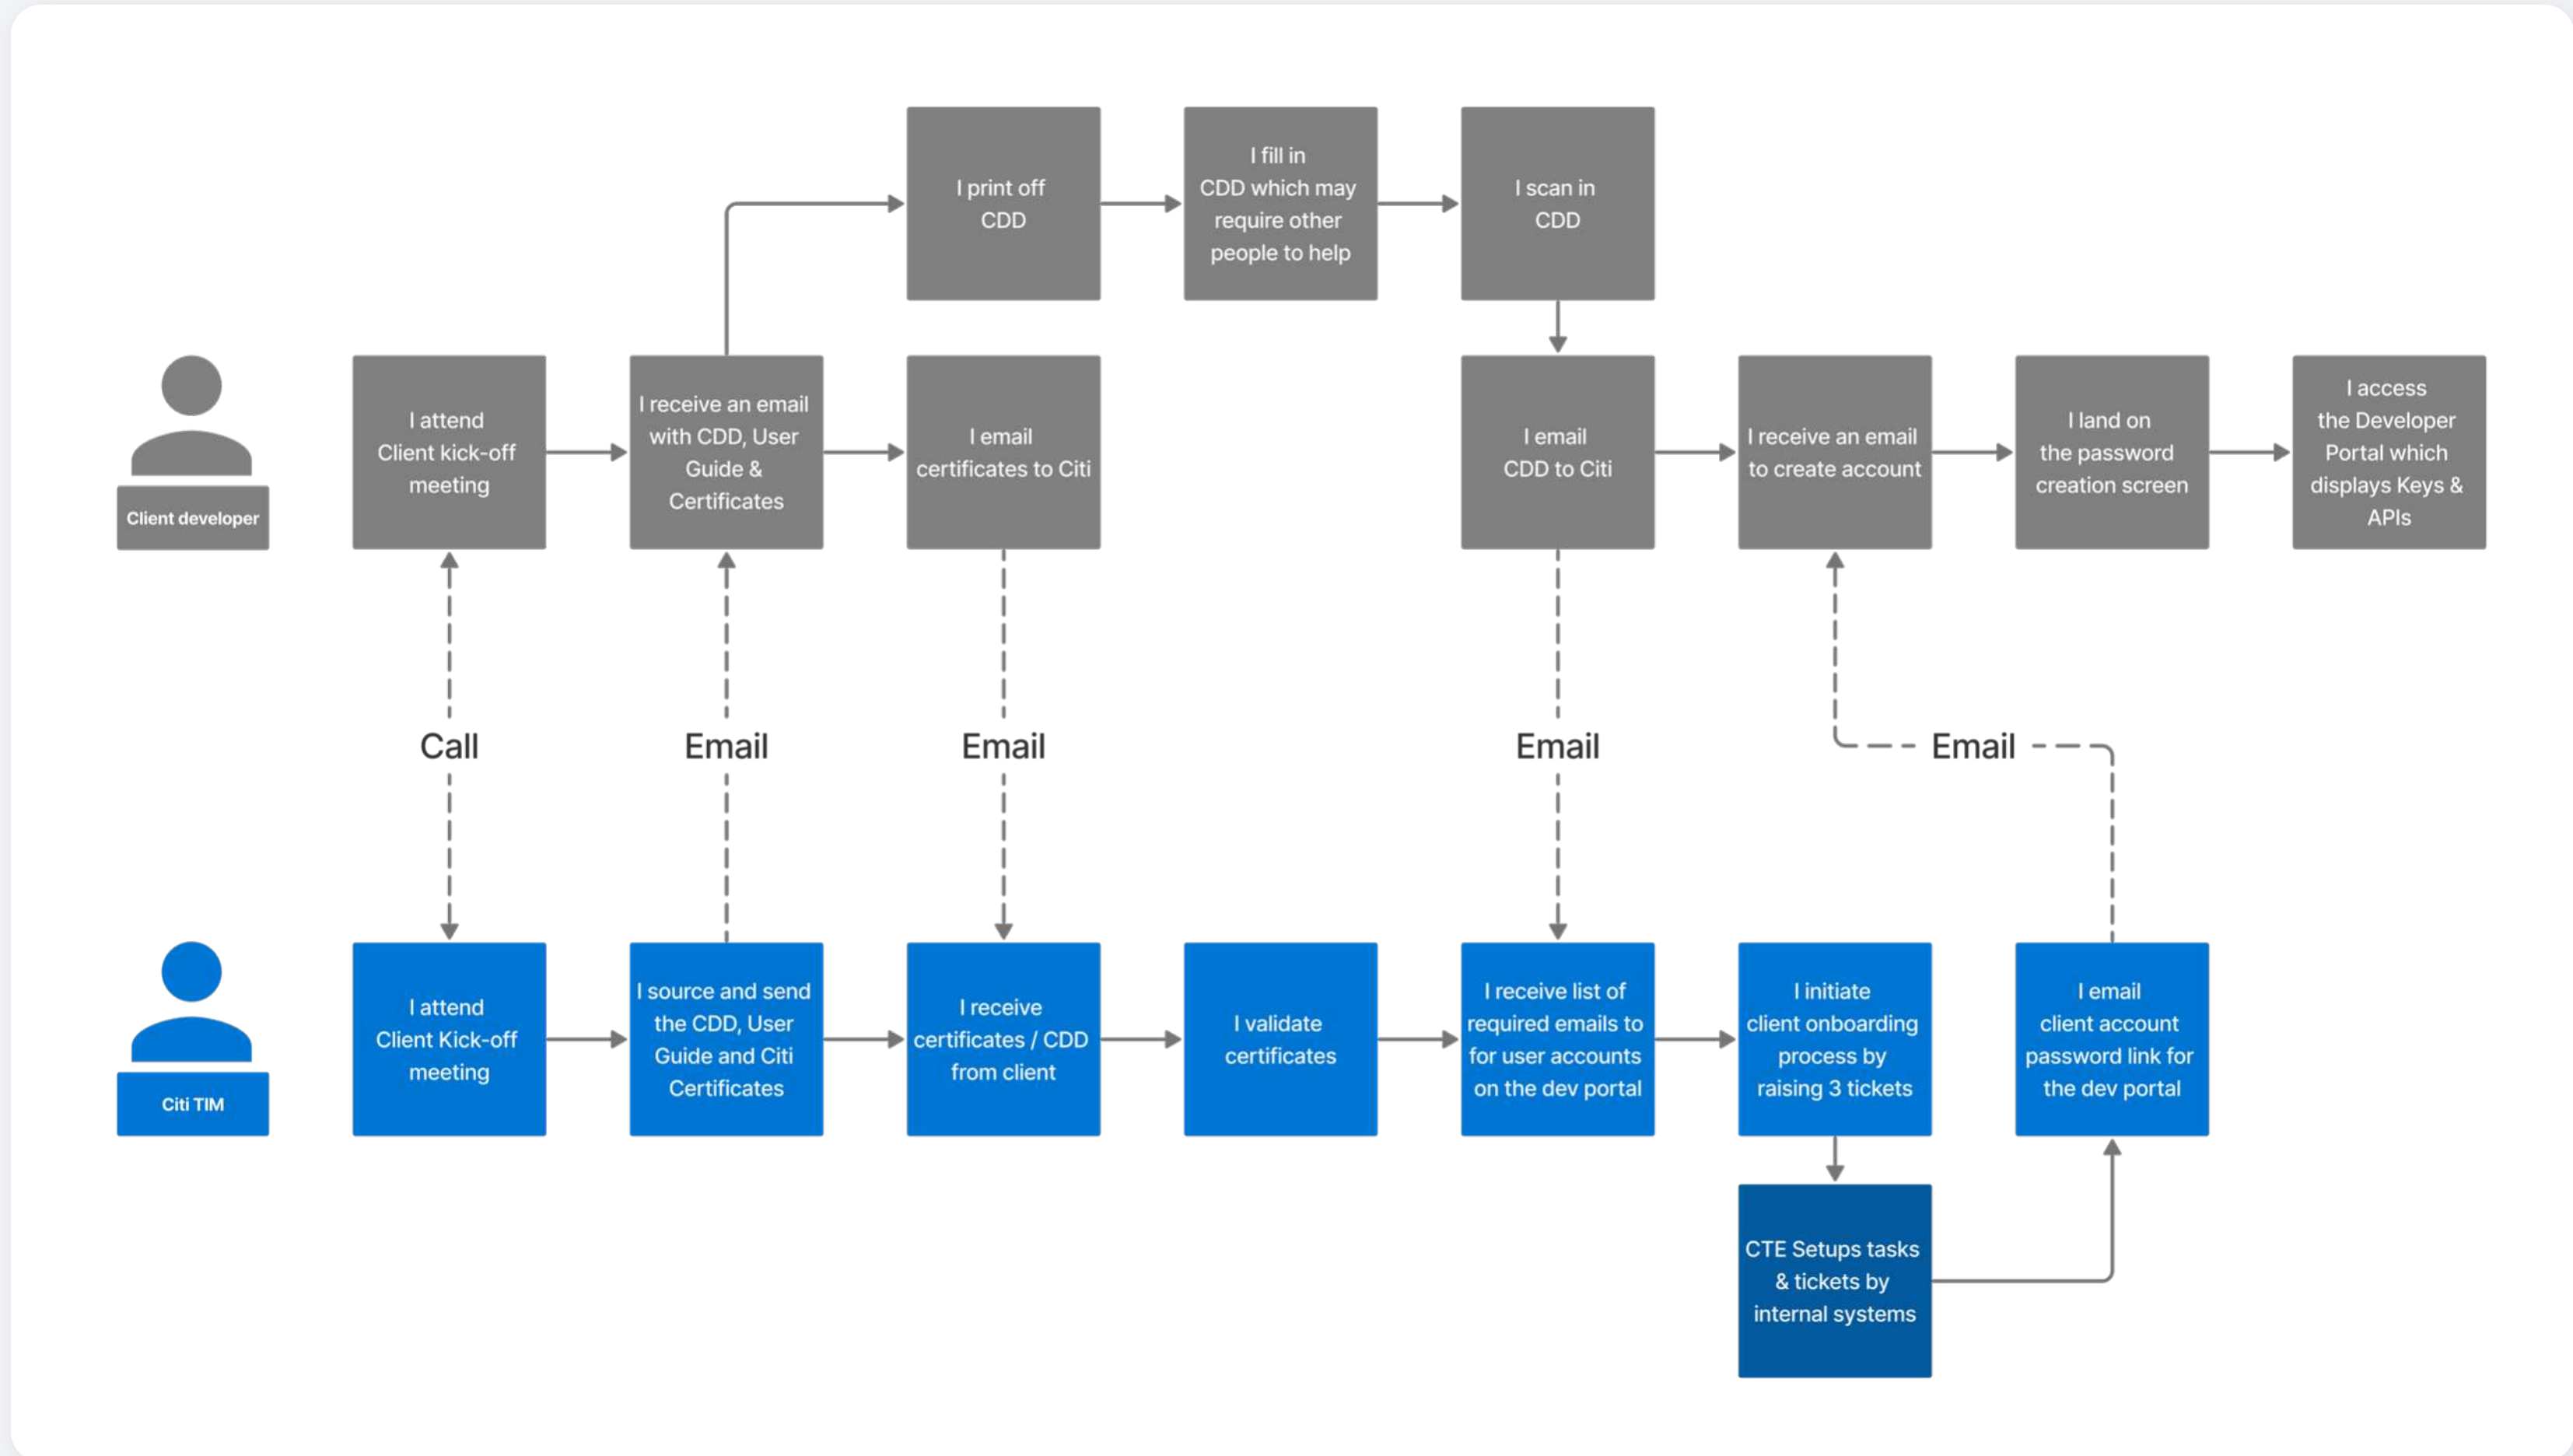 I print off
CDD
I fill in
CDD which may
require other
people to help
I scan in
CDD
Client developer
I attend
Client kick-off
meeting
I receive an email
with CDD, User
Guide &
Certificates
I email
certificates to Citi
I email
CDD to Citi
I receive an email
to create account
I land on
the password
creation screen
I access
the Developer
Portal which
displays Keys &
APIs
Call
Email
Email
Email
Email
Citi TIM
I attend
Client Kick-off
meeting
I source and send
the CDD, User
Guide and Citi
Certificates
I receive
certificates / CDD
from client
I validate
certificates
I receive list of
required emails to
for user accounts
on the dev portal
I initiate
client onboarding
process by
raising 3 tickets
I email
client account
password link for
the dev portal
CTE Setups tasks
& tickets by
internal systems